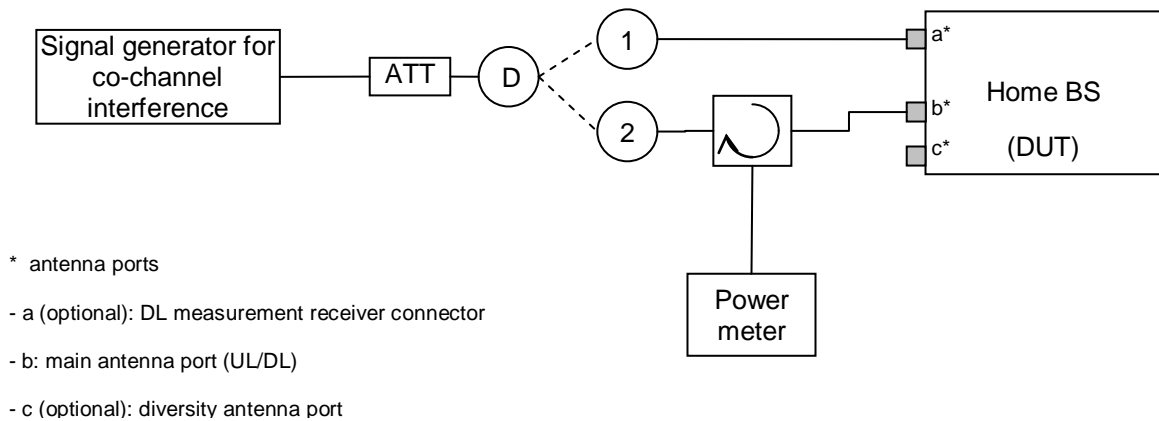 Signal generator for
co-channel
interference
ATT
D
1
2
a*
b*
c*
Home BS
(DUT)
Power
meter
* antenna ports
- a (optional): DL measurement receiver connector
- b: main antenna port (UL/DL)
- c (optional): diversity antenna port